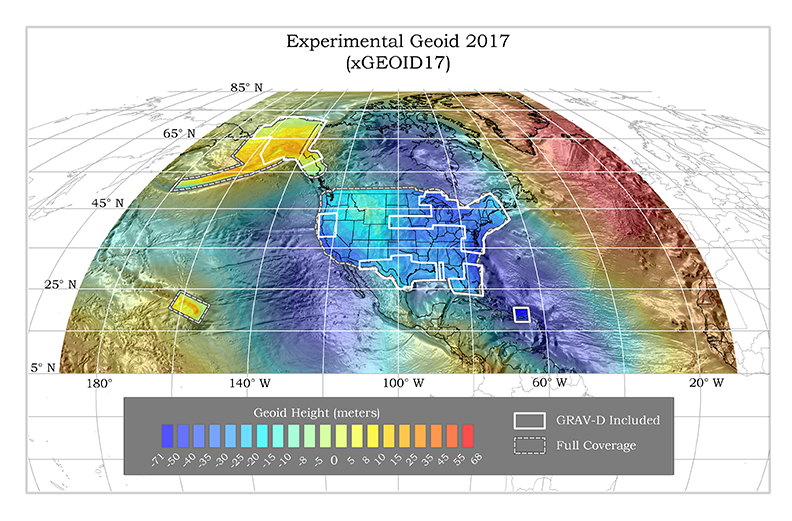 Experimental Geoid 2017
(xGEOID17)
85° N
65° N
45° N
25° N
5° N
180° 140° W 100° W 60° W 20° W
Geoid Height (meters)
-71 -50 -40 -35 -30 -25 -20 -15 -10 -8 -5 0 5 8 10 15 25 35 45 55 68
GRAV-D Included
Full Coverage